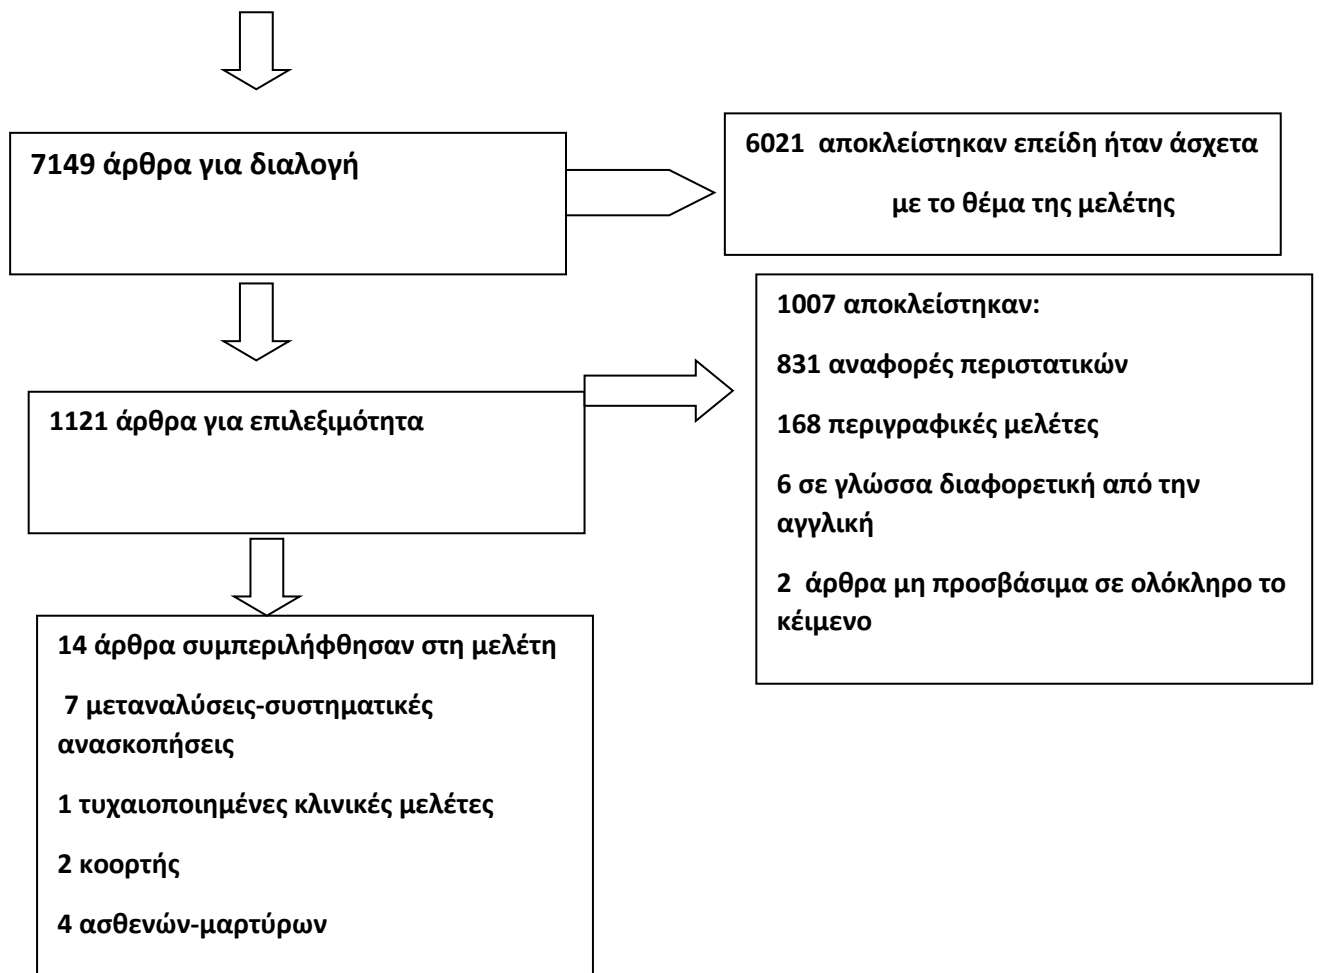 7149 άρθρα για διαλογή
6021 αποκλείστηκαν επείδη ήταν άσχετα
με το θέμα της μελέτης
1121 άρθρα για επιλεξιμότητα
1007 αποκλείστηκαν:
831 αναφορές περιστατικών
168 περιγραφικές μελέτες
6 σε γλώσσα διαφορετική από την
αγγλική
2 άρθρα μη προσβάσιμα σε ολόκληρο το
κέιμενο
14 άρθρα συμπεριλήφθησαν στη μελέτη
7 μεταναλύσεις-συστηματικές
ανασκοπήσεις
1 τυχαιοποιημένες κλινικές μελέτες
2 κοορτής
4 ασθενών-μαρτύρων